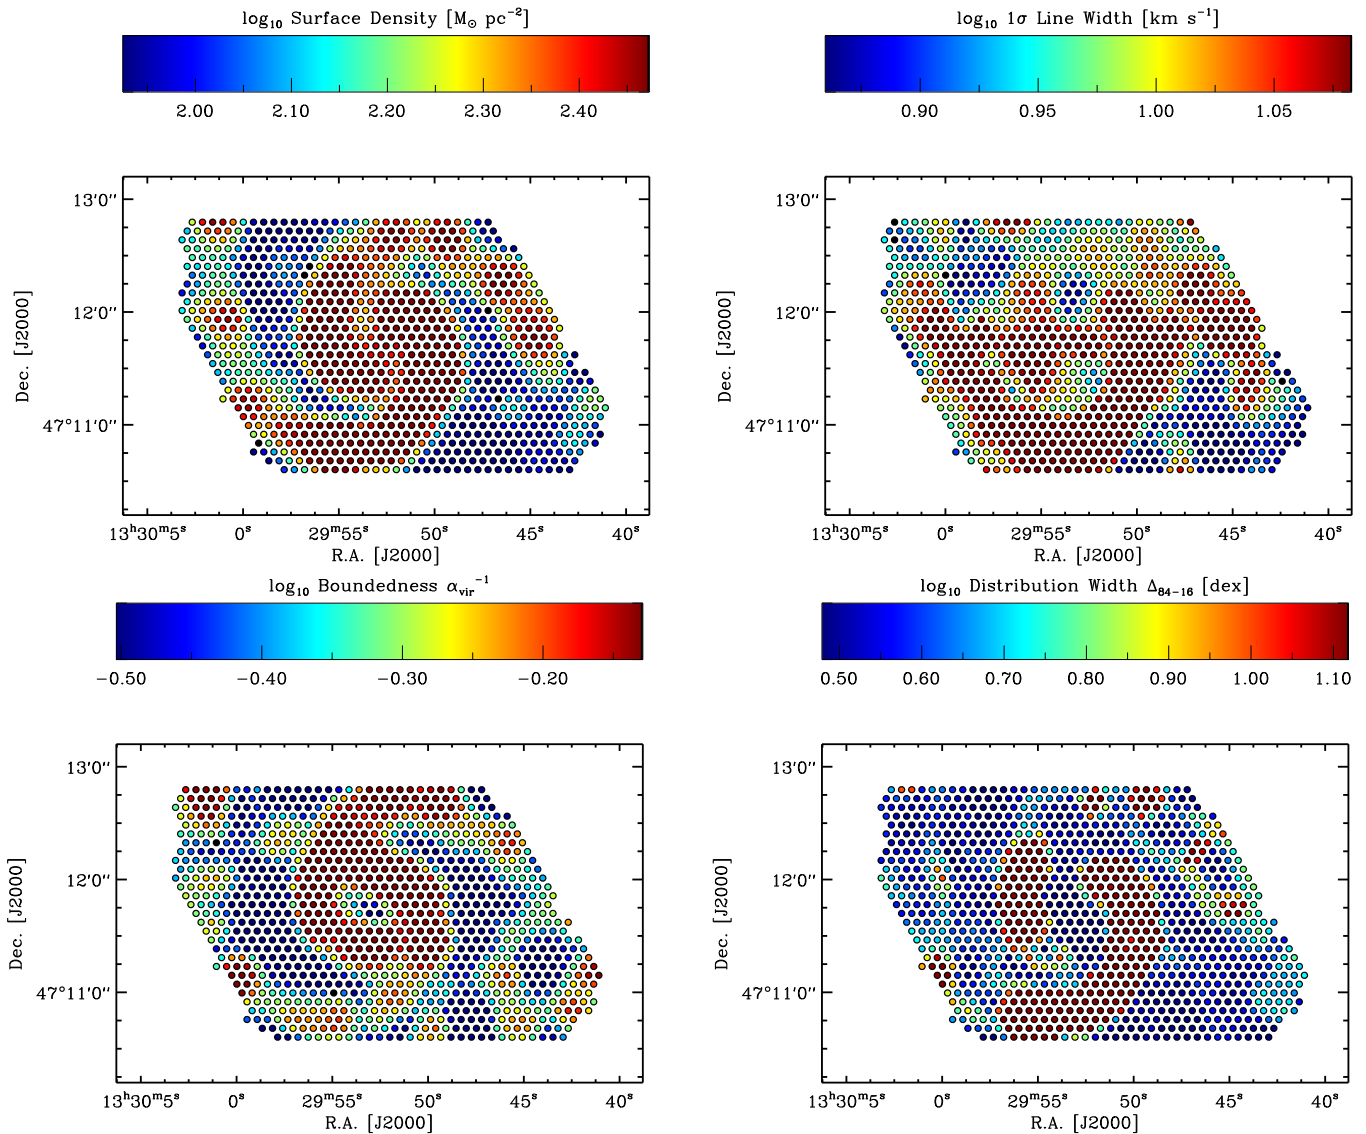 log₁₀ Surface Density [M⊙ pc⁻²]
2.00 2.10 2.20 2.30 2.40
13'0''
12'0''
47°11'0''
Dec. [J2000]
13ʰ30ᵐ5ˢ 0ˢ 29ᵐ55ˢ 50ˢ 45ˢ 40ˢ
R.A. [J2000]
log₁₀ 1σ Line Width [km s⁻¹]
0.90 0.95 1.00 1.05
13'0''
12'0''
47°11'0''
Dec. [J2000]
13ʰ30ᵐ5ˢ 0ˢ 29ᵐ55ˢ 50ˢ 45ˢ 40ˢ
R.A. [J2000]
log₁₀ Boundedness αvir⁻¹
−0.50 −0.40 −0.30 −0.20
13'0''
12'0''
47°11'0''
Dec. [J2000]
13ʰ30ᵐ5ˢ 0ˢ 29ᵐ55ˢ 50ˢ 45ˢ 40ˢ
R.A. [J2000]
log₁₀ Distribution Width Δ₈₄₋₁₆ [dex]
0.50 0.60 0.70 0.80 0.90 1.00 1.10
13'0''
12'0''
47°11'0''
Dec. [J2000]
13ʰ30ᵐ5ˢ 0ˢ 29ᵐ55ˢ 50ˢ 45ˢ 40ˢ
R.A. [J2000]